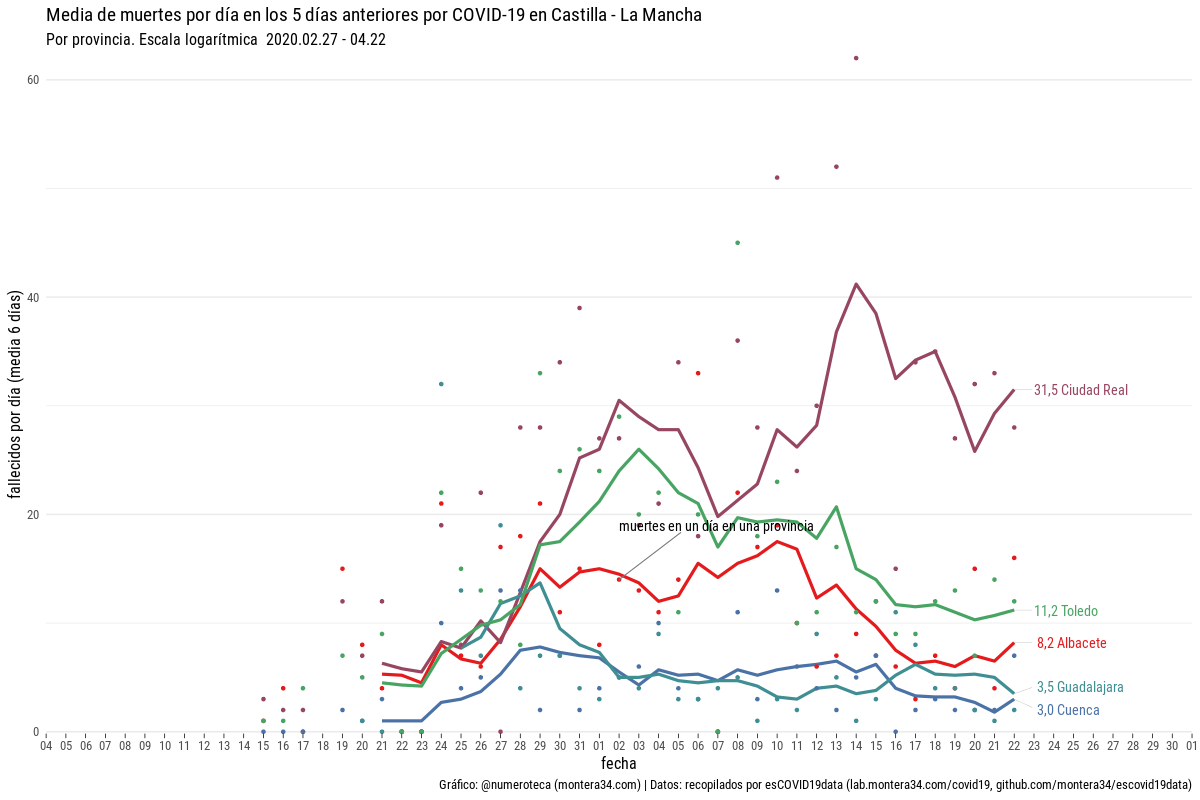 Media de muertes por día en los 5 días anteriores por COVID-19 en Castilla - La Mancha
Por provincia. Escala logarítmica  2020.02.27 - 04.22
fallecidos por día (media 6 días)
60
40
20
0
muertes en un día en una provincia
31,5 Ciudad Real
11,2 Toledo
8,2 Albacete
3,5 Guadalajara
3,0 Cuenca
04 05 06 07 08 09 10 11 12 13 14 15 16 17 18 19 20 21 22 23 24 25 26 27 28 29 30 31 01 02 03 04 05 06 07 08 09 10 11 12 13 14 15 16 17 18 19 20 21 22 23 24 25 26 27 28 29 30 01
fecha
Gráfico: @numeroteca (montera34.com) | Datos: recopilados por esCOVID19data (lab.montera34.com/covid19, github.com/montera34/escovid19data)